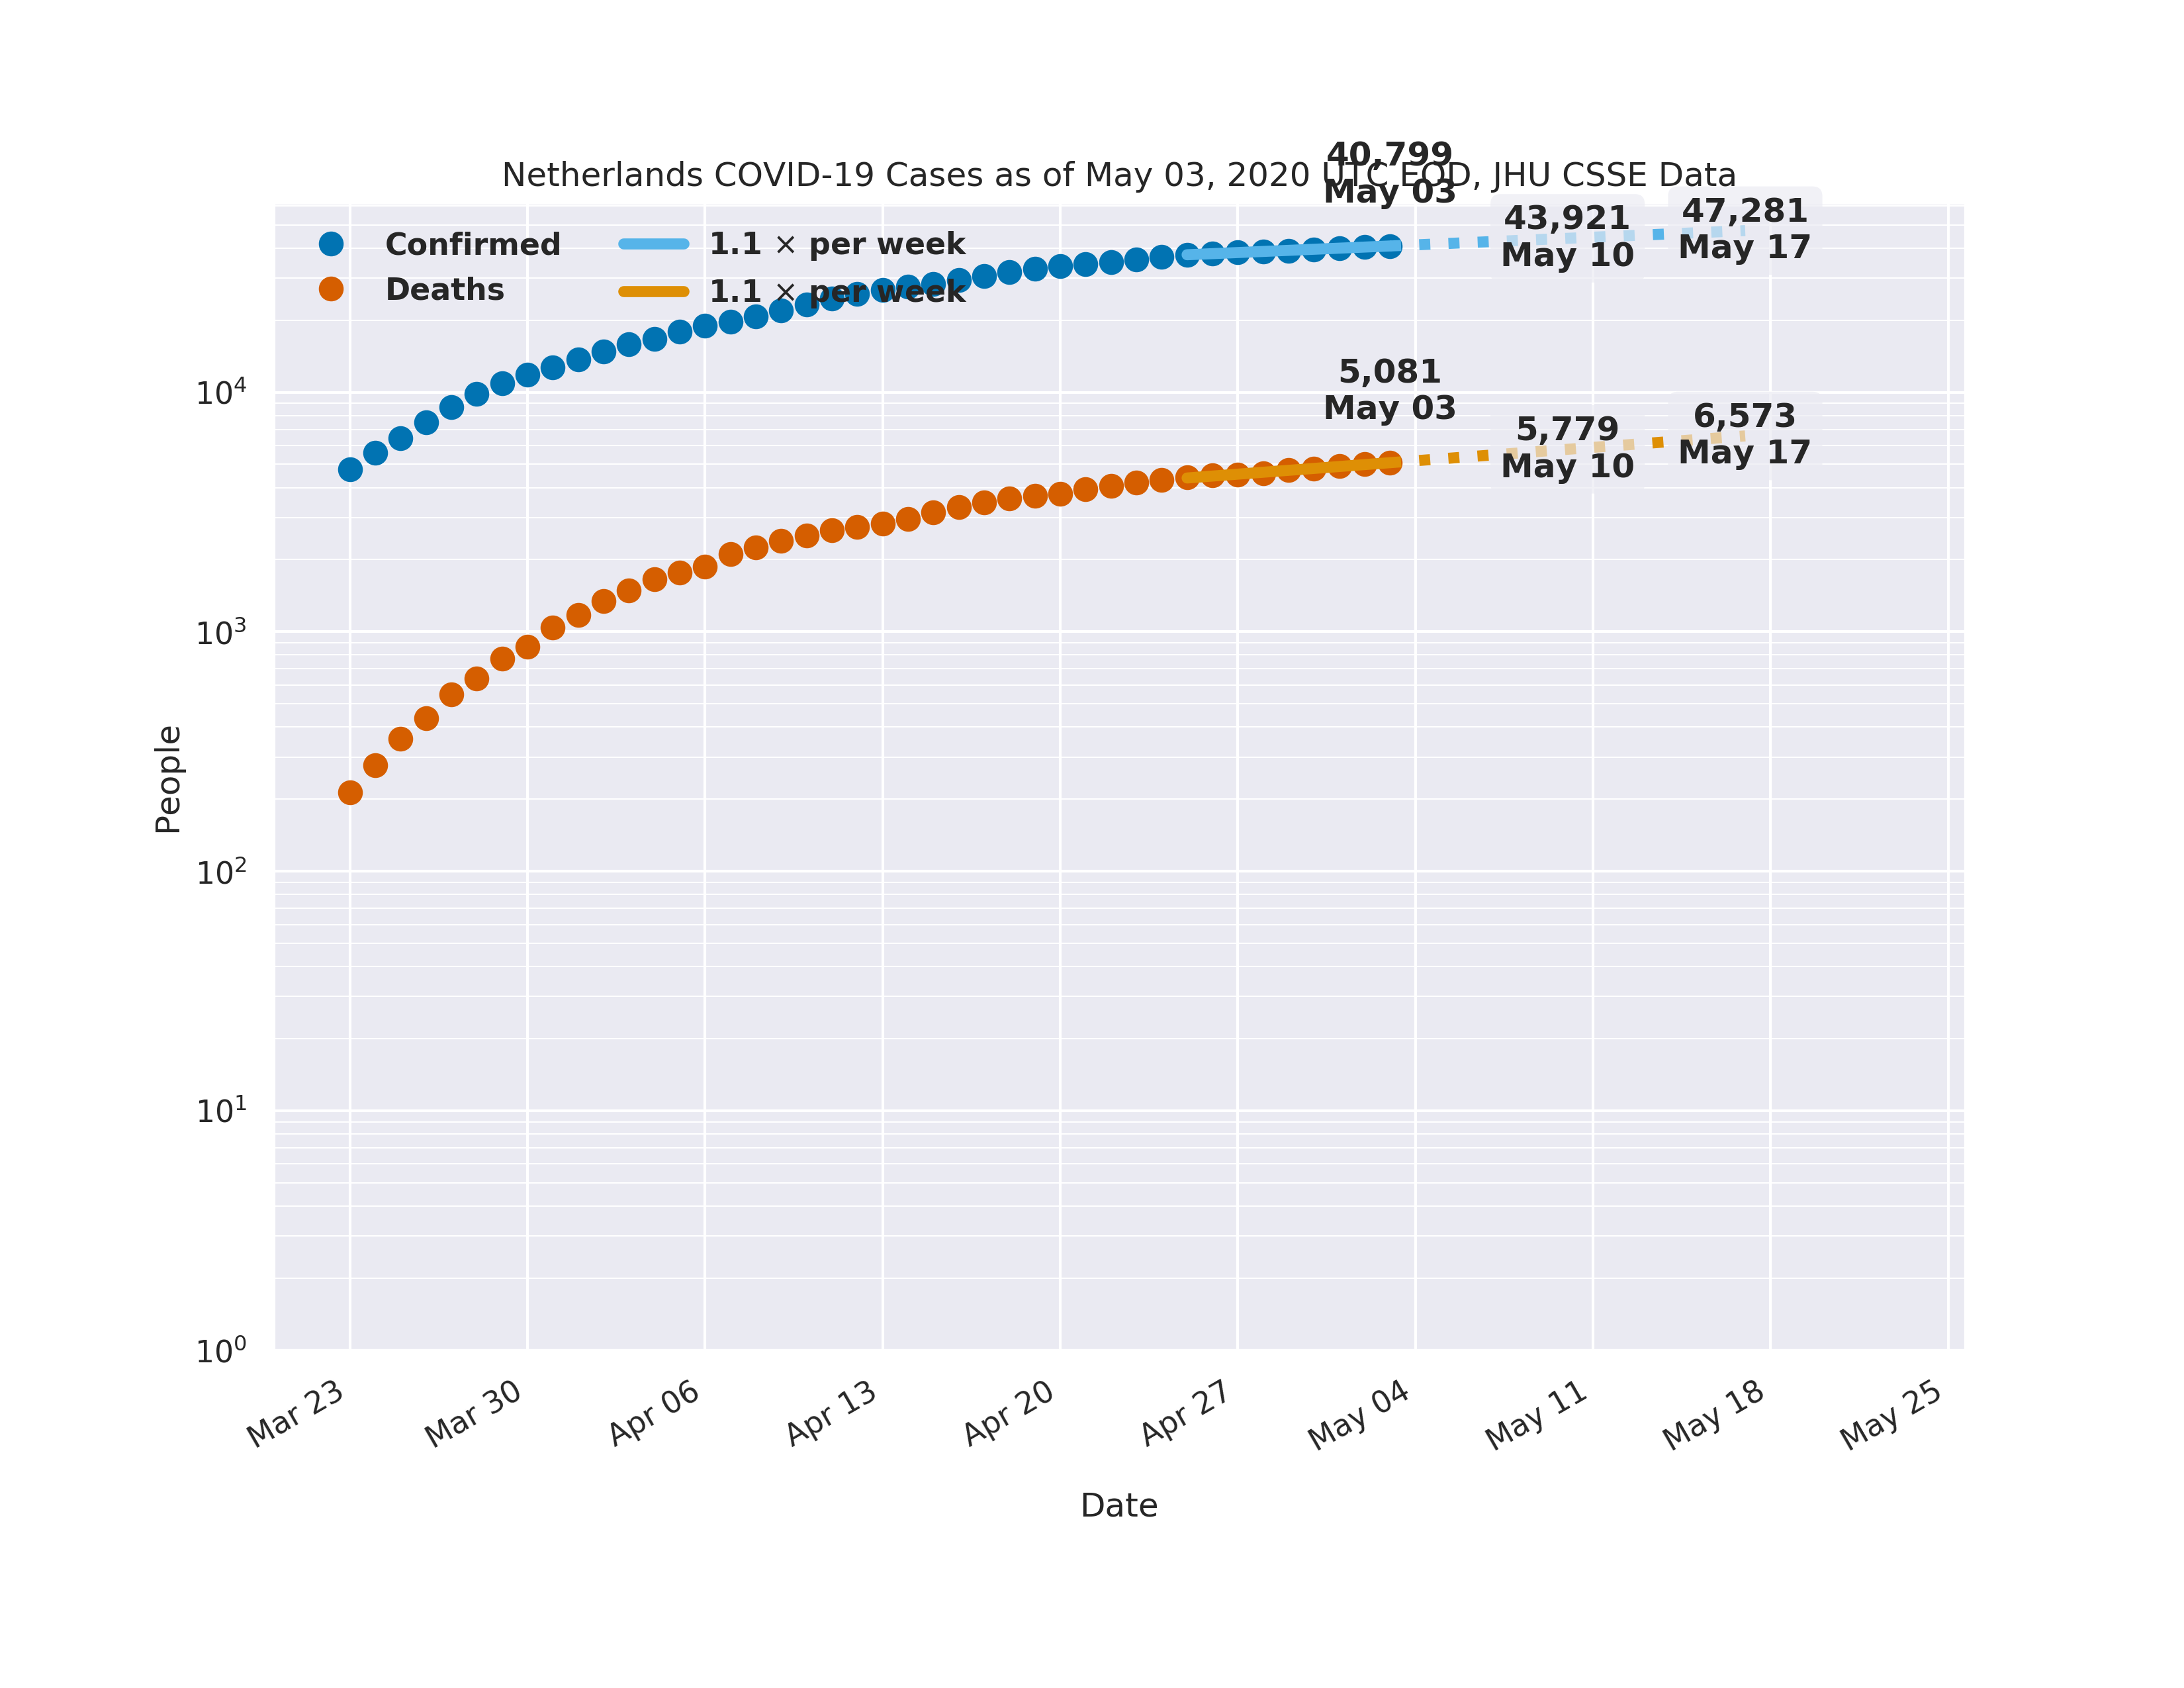 40,799
May 03
Netherlands COVID-19 Cases as of May 03, 2020 UTC EOD, JHU CSSE Data
43,921
May 10
47,281
May 17
Confirmed
Deaths
1.1 × per week
1.1 × per week
5,081
May 03
5,779
May 10
6,573
May 17
People
10⁴
10³
10²
10¹
10⁰
Mar 23
Mar 30
Apr 06
Apr 13
Apr 20
Apr 27
May 04
May 11
May 18
May 25
Date